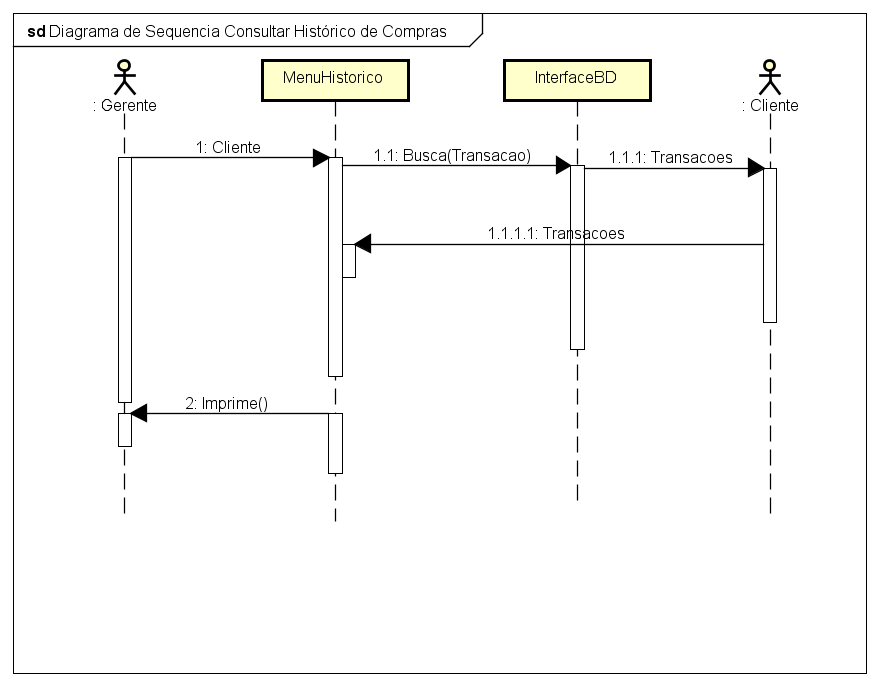 sd Diagrama de Sequencia Consultar Histórico de Compras
MenuHistorico
InterfaceBD
: Gerente
: Cliente
1: Cliente
1.1: Busca(Transacao)
1.1.1: Transacoes
1.1.1.1: Transacoes
2: Imprime()